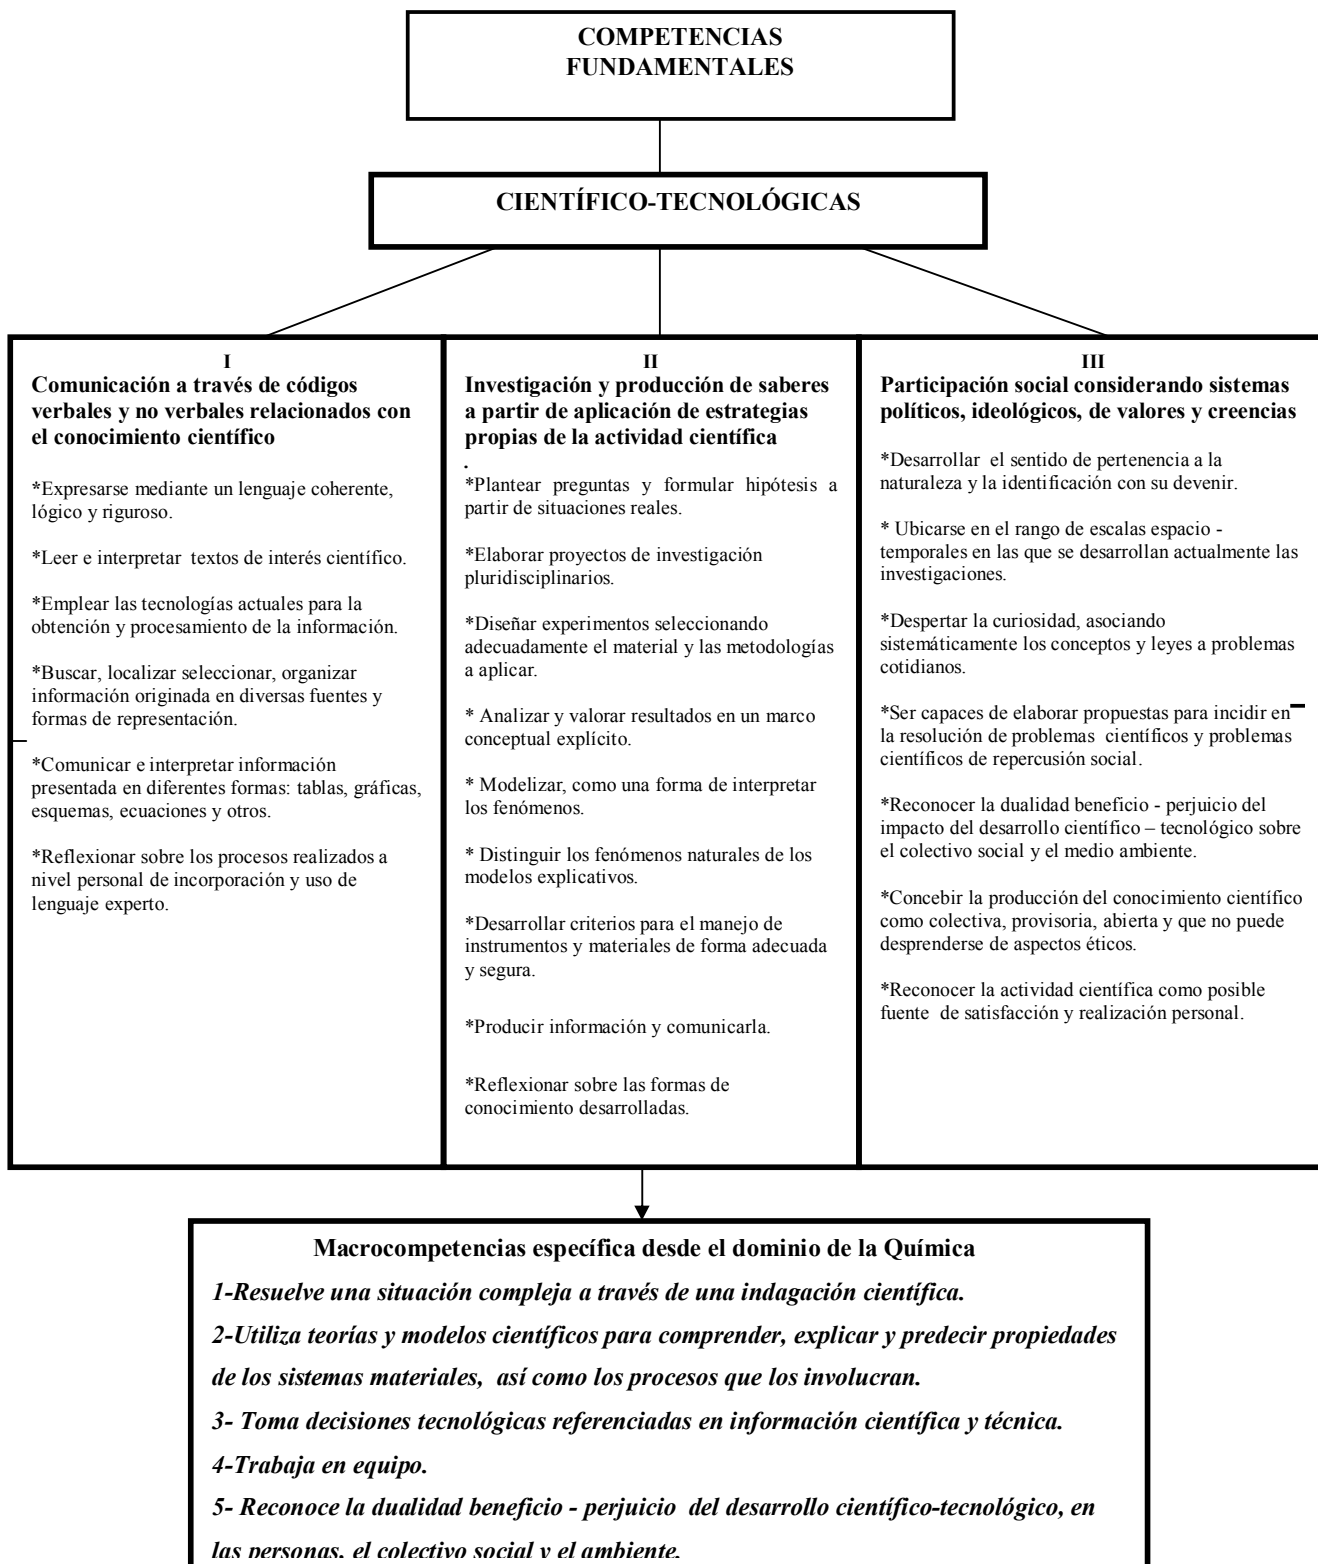 COMPETENCIAS
FUNDAMENTALES
CIENTÍFICO-TECNOLÓGICAS
I
Comunicación a través de códigos
verbales y no verbales relacionados con
el conocimiento científico
*Expresarse mediante un lenguaje coherente,
lógico y riguroso.
*Leer e interpretar textos de interés científico.
*Emplear las tecnologías actuales para la
obtención y procesamiento de la información.
*Buscar, localizar seleccionar, organizar
información originada en diversas fuentes y
formas de representación.
*Comunicar e interpretar información
presentada en diferentes formas: tablas, gráficas,
esquemas, ecuaciones y otros.
*Reflexionar sobre los procesos realizados a
nivel personal de incorporación y uso de
lenguaje experto.
II
Investigación y producción de saberes
a partir de aplicación de estrategias
propias de la actividad científica
.
*Plantear preguntas y formular hipótesis a
partir de situaciones reales.
*Elaborar proyectos de investigación
pluridisciplinarios.
*Diseñar experimentos seleccionando
adecuadamente el material y las metodologías
a aplicar.
* Analizar y valorar resultados en un marco
conceptual explícito.
* Modelizar, como una forma de interpretar
los fenómenos.
* Distinguir los fenómenos naturales de los
modelos explicativos.
*Desarrollar criterios para el manejo de
instrumentos y materiales de forma adecuada
y segura.
*Producir información y comunicarla.
*Reflexionar sobre las formas de
conocimiento desarrolladas.
III
Participación social considerando sistemas
políticos, ideológicos, de valores y creencias
*Desarrollar el sentido de pertenencia a la
naturaleza y la identificación con su devenir.
* Ubicarse en el rango de escalas espacio -
temporales en las que se desarrollan actualmente las
investigaciones.
*Despertar la curiosidad, asociando
sistemáticamente los conceptos y leyes a problemas
cotidianos.
*Ser capaces de elaborar propuestas para incidir en
la resolución de problemas científicos y problemas
científicos de repercusión social.
*Reconocer la dualidad beneficio - perjuicio del
impacto del desarrollo científico – tecnológico sobre
el colectivo social y el medio ambiente.
*Concebir la producción del conocimiento científico
como colectiva, provisoria, abierta y que no puede
desprenderse de aspectos éticos.
*Reconocer la actividad científica como posible
fuente de satisfacción y realización personal.
Macrocompetencias específica desde el dominio de la Química
1-Resuelve una situación compleja a través de una indagación científica.
2-Utiliza teorías y modelos científicos para comprender, explicar y predecir propiedades
de los sistemas materiales, así como los procesos que los involucran.
3- Toma decisiones tecnológicas referenciadas en información científica y técnica.
4-Trabaja en equipo.
5- Reconoce la dualidad beneficio - perjuicio del desarrollo científico-tecnológico, en
las personas, el colectivo social y el ambiente.